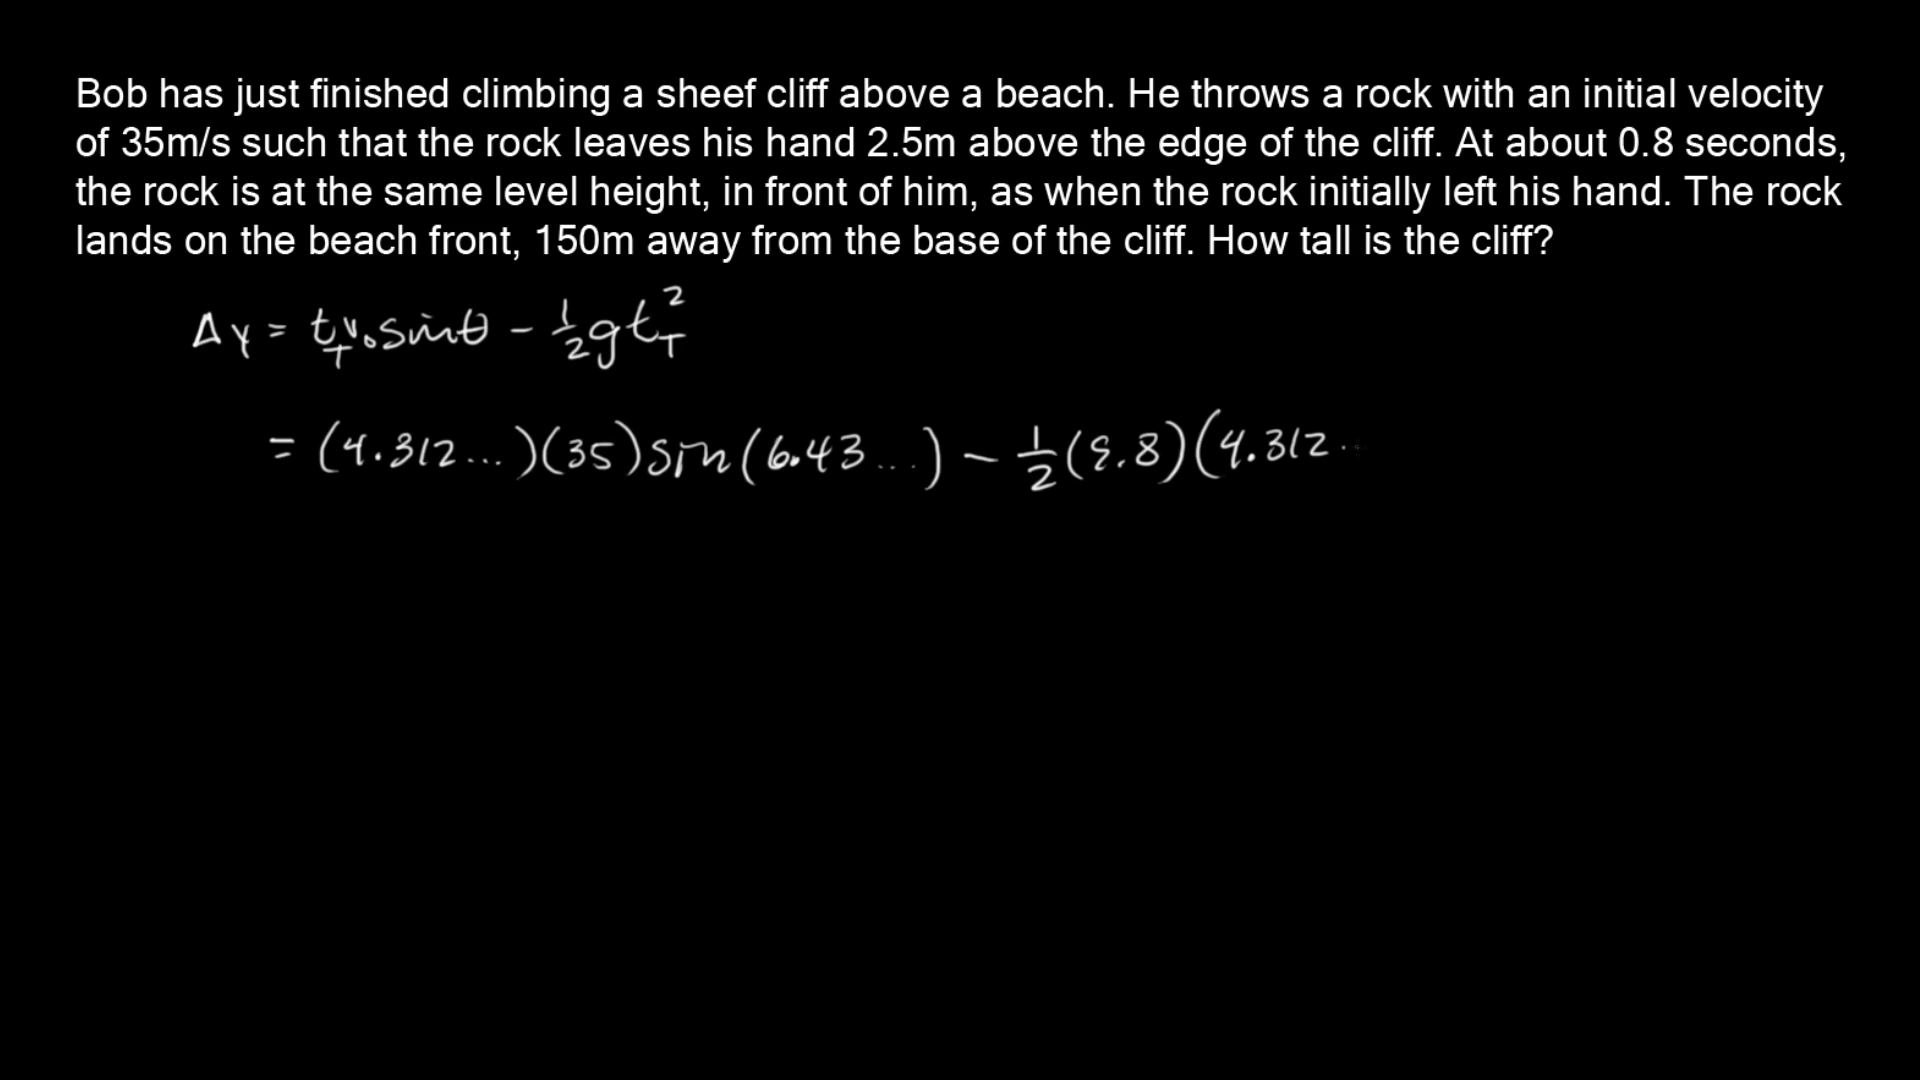 Bob has just finished climbing a sheef cliff above a beach. He throws a rock with an initial velocity
of 35m/s such that the rock leaves his hand 2.5m above the edge of the cliff. At about 0.8 seconds,
the rock is at the same level height, in front of him, as when the rock initially left his hand. The rock
lands on the beach front, 150m away from the base of the cliff. How tall is the cliff?
Δy = t_T v₀ sinθ - ½gt_T²
= (4.312...)(35)sin(6.43...) - ½(9.8)(4.312..